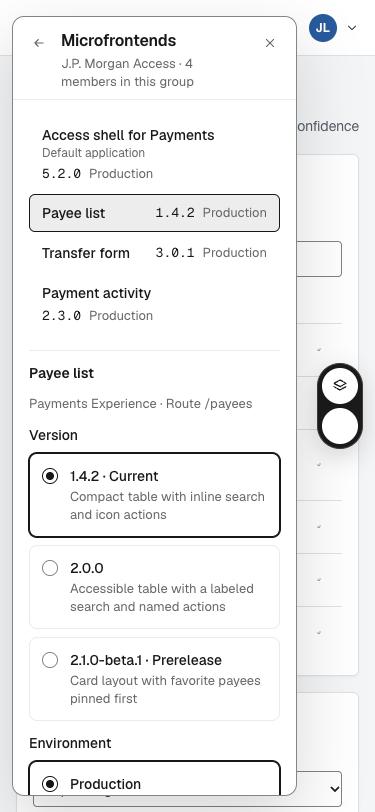 JL
Microfrontends
J.P. Morgan Access · 4
members in this group
onfidence
Access shell for Payments
Default application
5.2.0 Production
Payee list 1.4.2 Production
Transfer form 3.0.1 Production
Payment activity
2.3.0 Production
Payee list
Payments Experience · Route /payees
Version
1.4.2 · Current
Compact table with inline search
and icon actions
2.0.0
Accessible table with a labeled
search and named actions
2.1.0-beta.1 · Prerelease
Card layout with favorite payees
pinned first
Environment
Production